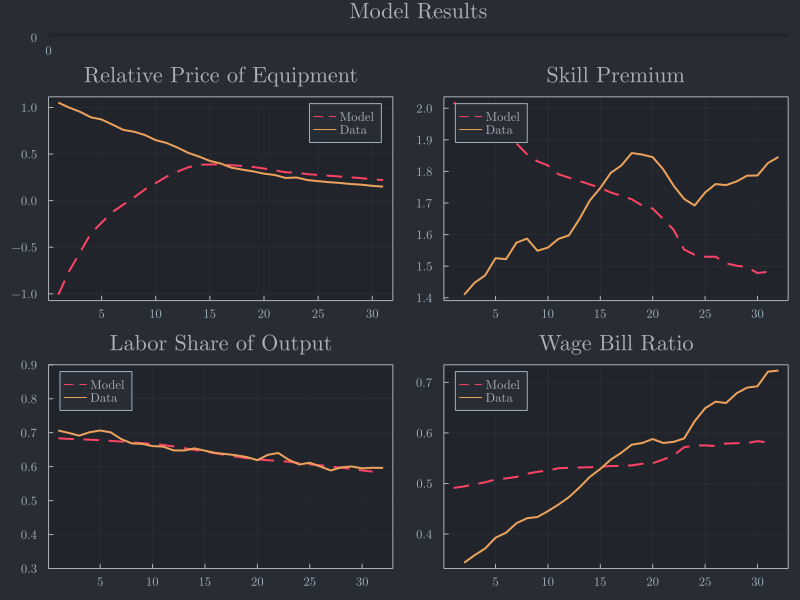 Model Results
0
0
Relative Price of Equipment
Model
Data
1.0
0.5
0.0
−0.5
−1.0
5 10 15 20 25 30
Skill Premium
Model
Data
2.0
1.9
1.8
1.7
1.6
1.5
1.4
5 10 15 20 25 30
Labor Share of Output
Model
Data
0.9
0.8
0.7
0.6
0.5
0.4
0.3
5 10 15 20 25 30
Wage Bill Ratio
Model
Data
0.7
0.6
0.5
0.4
5 10 15 20 25 30